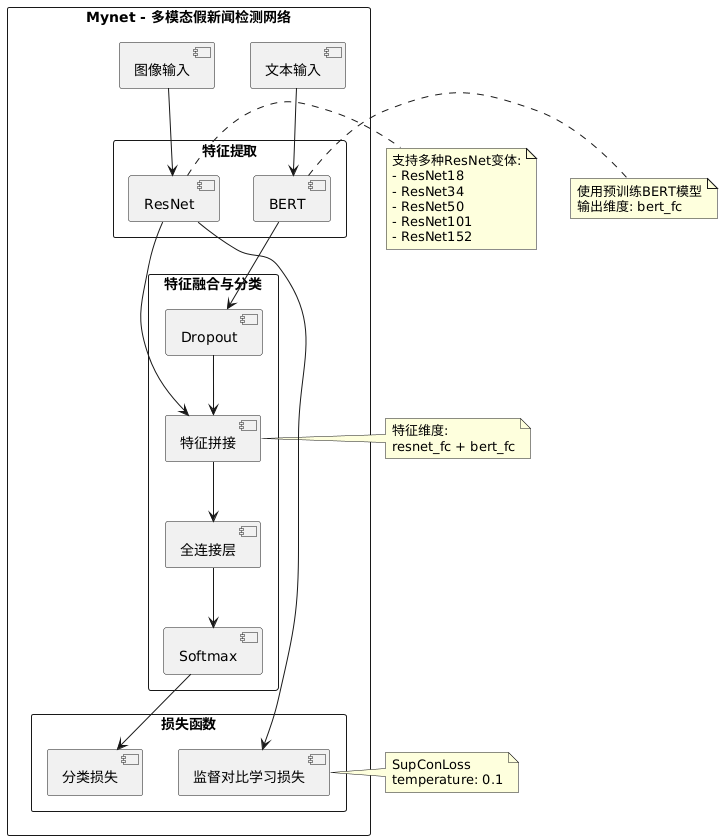 Mynet - 多模态假新闻检测网络
图像输入
文本输入
特征提取
ResNet
BERT
支持多种ResNet变体:
- ResNet18
- ResNet34
- ResNet50
- ResNet101
- ResNet152
使用预训练BERT模型
输出维度: bert_fc
特征融合与分类
Dropout
特征拼接
特征维度:
resnet_fc + bert_fc
全连接层
Softmax
损失函数
分类损失
监督对比学习损失
SupConLoss
temperature: 0.1